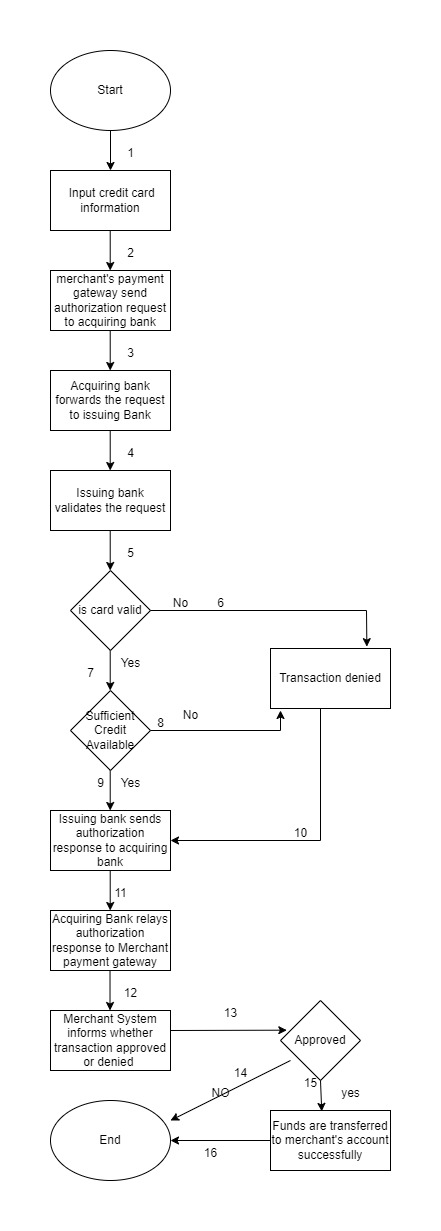 Start
1
Input credit card
information
2
merchant's payment
gateway send
authorization request
to acquiring bank
3
Acquiring bank
forwards the request
to issuing Bank
4
Issuing bank
validates the request
5
is card valid
No
6
Yes
7
Transaction denied
Sufficient
Credit
Available
8
No
9
Yes
Issuing bank sends
authorization
response to acquiring
bank
10
11
Acquiring Bank relays
authorization
response to Merchant
payment gateway
12
Merchant System
informs whether
transaction approved
or denied
13
Approved
14
NO
15
yes
End
16
Funds are transferred
to merchant's account
successfully